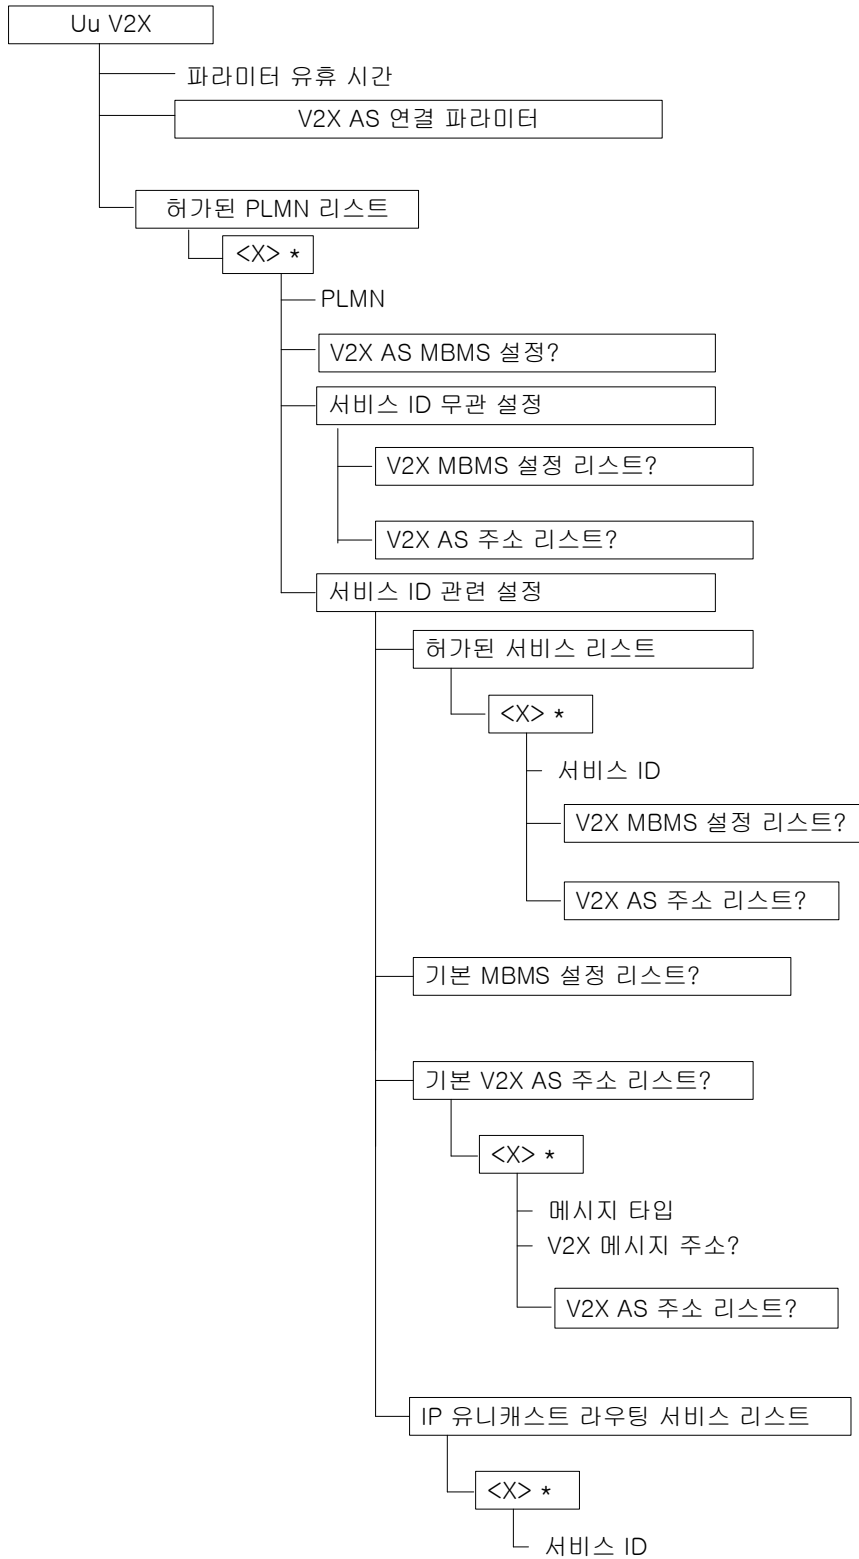 Uu V2X
파라미터 유휴 시간
V2X AS 연결 파라미터
허가된 PLMN 리스트
<X> *
PLMN
V2X AS MBMS 설정?
서비스 ID 무관 설정
V2X MBMS 설정 리스트?
V2X AS 주소 리스트?
서비스 ID 관련 설정
허가된 서비스 리스트
<X> *
서비스 ID
V2X MBMS 설정 리스트?
V2X AS 주소 리스트?
기본 MBMS 설정 리스트?
기본 V2X AS 주소 리스트?
<X> *
메시지 타입
V2X 메시지 주소?
V2X AS 주소 리스트?
IP 유니캐스트 라우팅 서비스 리스트
<X> *
서비스 ID